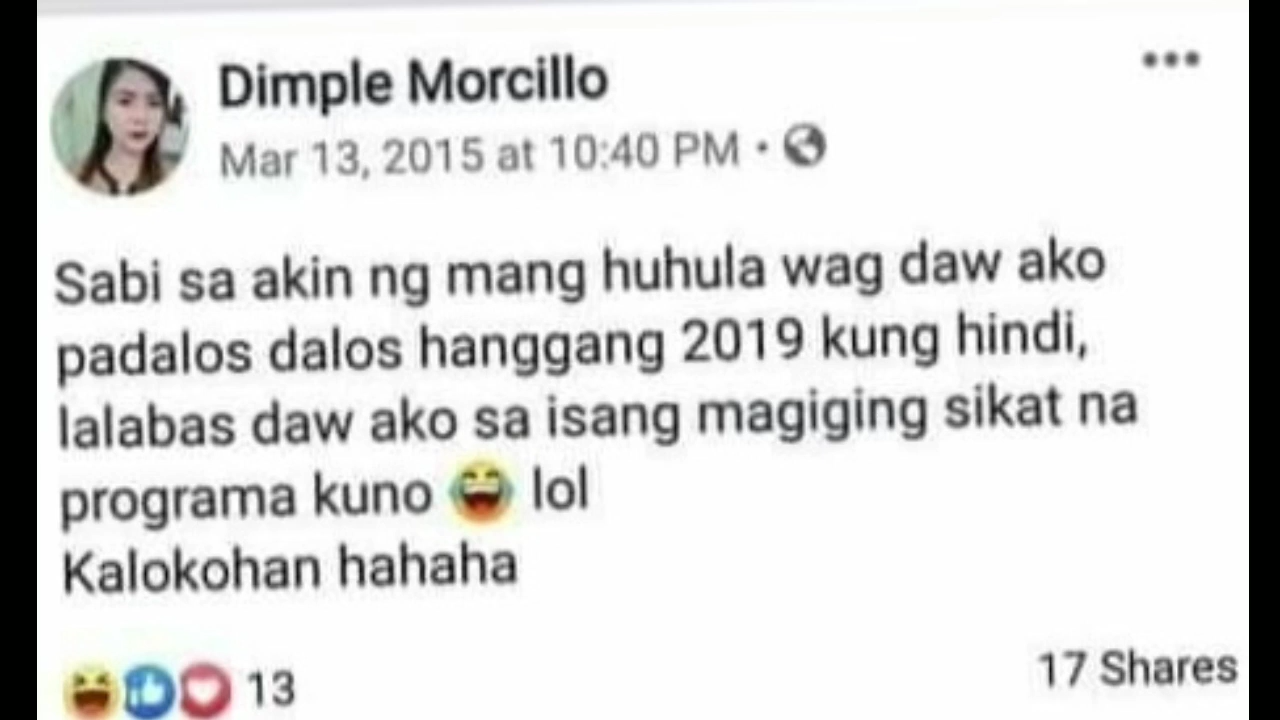 Dimple Morcillo
Mar 13, 2015 at 10:40 PM ·
Sabi sa akin ng mang huhula wag daw ako
padalos dalos hanggang 2019 kung hindi,
lalabas daw ako sa isang magiging sikat na
programa kuno 😂 lol
Kalokohan hahaha
13
17 Shares